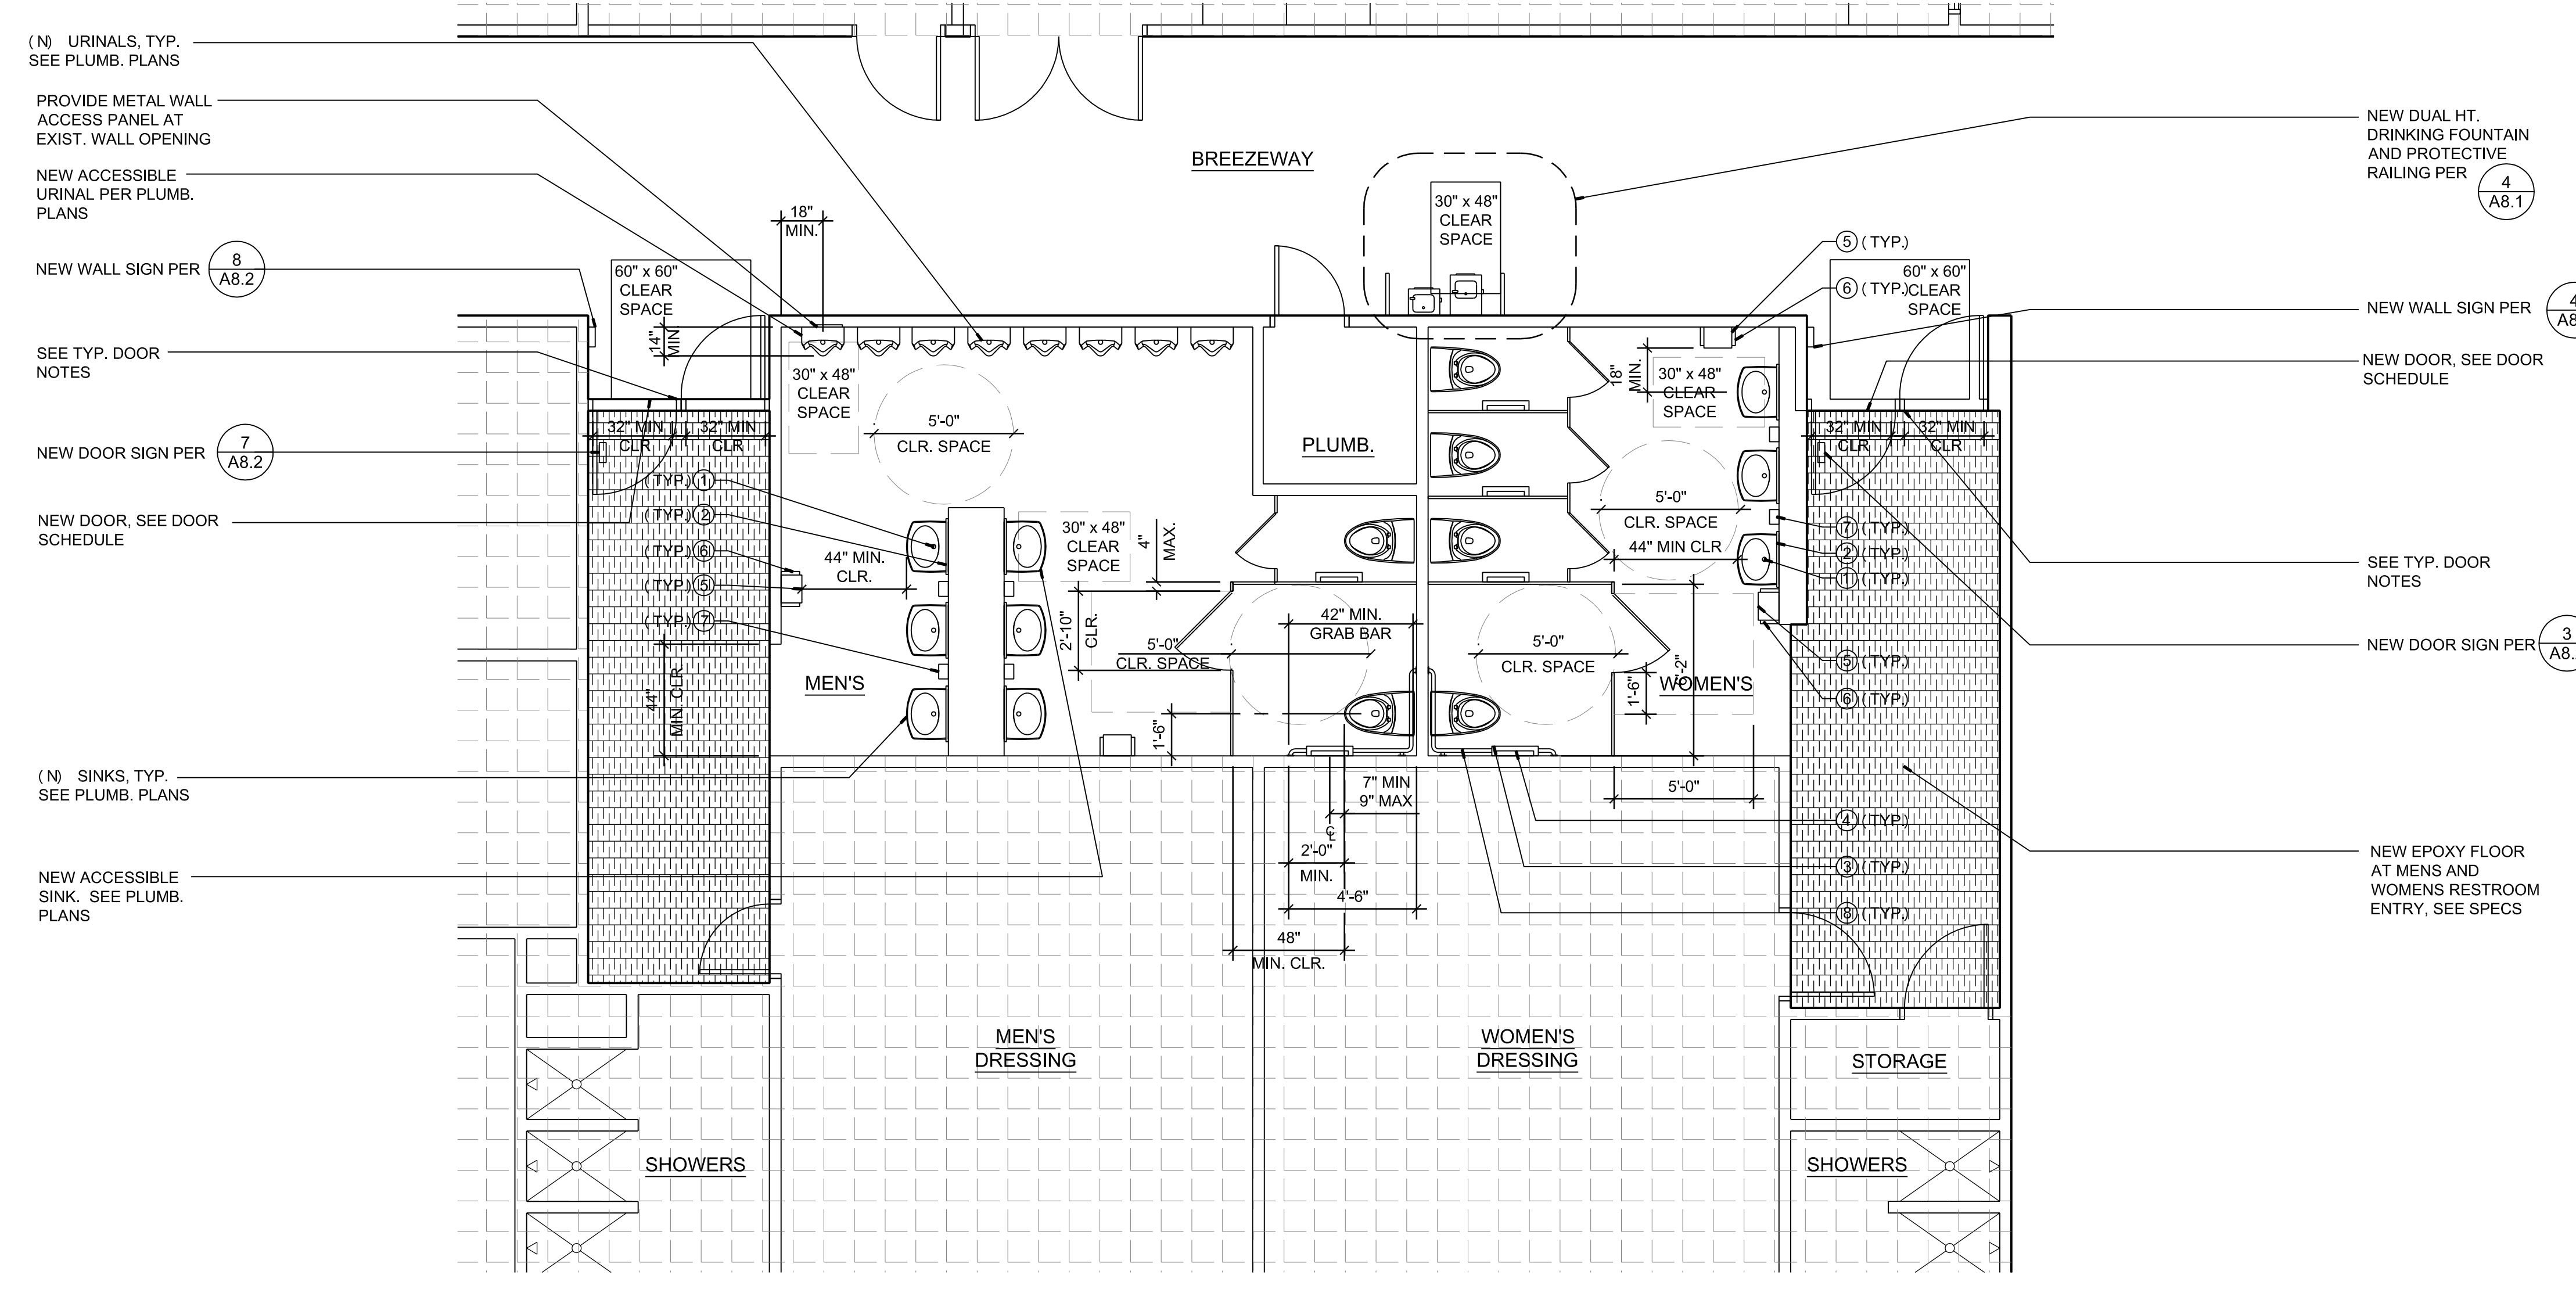 (N) URINALS, TYP.
SEE PLUMB. PLANS
PROVIDE METAL WALL
ACCESS PANEL AT
EXIST. WALL OPENING
NEW ACCESSIBLE
URINAL PER PLUMB.
PLANS
NEW WALL SIGN PER
8
A8.2
SEE TYP. DOOR
NOTES
NEW DOOR SIGN PER
7
A8.2
NEW DOOR, SEE DOOR
SCHEDULE
(N) SINKS, TYP.
SEE PLUMB. PLANS
NEW ACCESSIBLE
SINK. SEE PLUMB.
PLANS
BREEZEWAY
18"
MIN.
60" x 60"
CLEAR
SPACE
14"
MIN.
30" x 48"
CLEAR
SPACE
5'-0"
CLR. SPACE
32" MIN
CLR
32" MIN
CLR
(TYP.) 1
(TYP.) 2
(TYP.) 6
(TYP.) 5
(TYP.) 7
44" MIN.
CLR.
30" x 48"
CLEAR
SPACE
4"
MAX.
2'-10"
CLR.
5'-0"
CLR. SPACE
42" MIN.
GRAB BAR
44"
MIN. CLR.
MEN'S
1'-6"
PLUMB.
30" x 48"
CLEAR
SPACE
5 (TYP.)
6 (TYP.)
60" x 60"
CLEAR
SPACE
18"
MIN.
30" x 48"
CLEAR
SPACE
32" MIN
CLR
32" MIN
CLR
5'-0"
CLR. SPACE
44" MIN CLR
7 (TYP.)
2 (TYP.)
1 (TYP.)
5'-0"
CLR. SPACE
1'-6"
6'-2"
WOMEN'S
5 (TYP.)
6 (TYP.)
7" MIN
9" MAX
CL
2'-0"
MIN.
4'-6"
48"
MIN. CLR.
5'-0"
4 (TYP.)
3 (TYP.)
8 (TYP.)
MEN'S
DRESSING
WOMEN'S
DRESSING
STORAGE
SHOWERS
SHOWERS
NEW DUAL HT.
DRINKING FOUNTAIN
AND PROTECTIVE
RAILING PER
4
A8.1
NEW WALL SIGN PER
4
NEW DOOR, SEE DOOR
SCHEDULE
SEE TYP. DOOR
NOTES
NEW DOOR SIGN PER
3
NEW EPOXY FLOOR
AT MENS AND
WOMENS RESTROOM
ENTRY, SEE SPECS